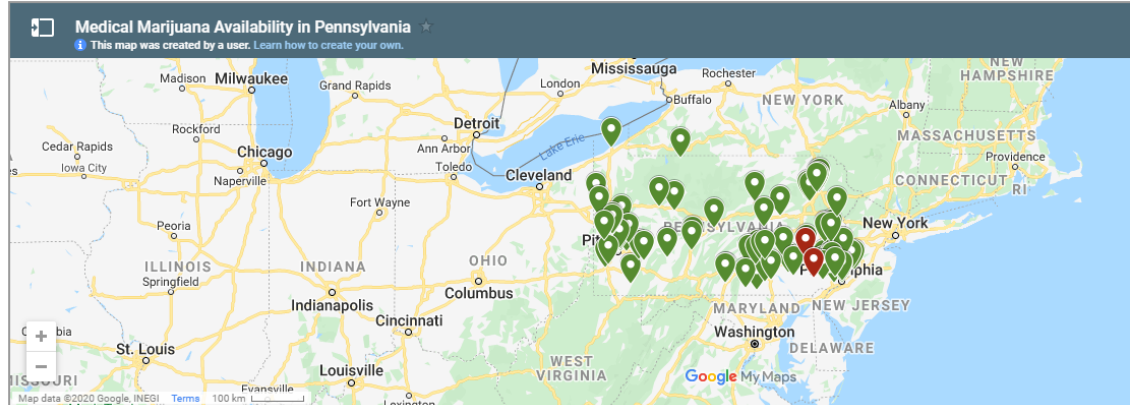 Medical Marijuana Availability in Pennsylvania
This map was created by a user. Learn how to create your own.
Madison
Milwaukee
Grand Rapids
London
Mississauga
Rochester
NEW
HAMPSHIRE
Buffalo
NEW YORK
Albany
Rockford
Detroit
MASSACHUSETTS
Cedar Rapids
Chicago
Ann Arbor
Lake Erie
Providence
Iowa City
Naperville
Toledo
Cleveland
CONNECTICUT
RI
Fort Wayne
New York
Peoria
ILLINOIS
INDIANA
OHIO
Springfield
Columbus
Indianapolis
MARYLAND
NEW JERSEY
Cincinnati
Washington
DELAWARE
St. Louis
WEST
VIRGINIA
Louisville
Google My Maps
Evansville
Lexington
+
−
Map data ©2020 Google, INEGI
Terms
100 km